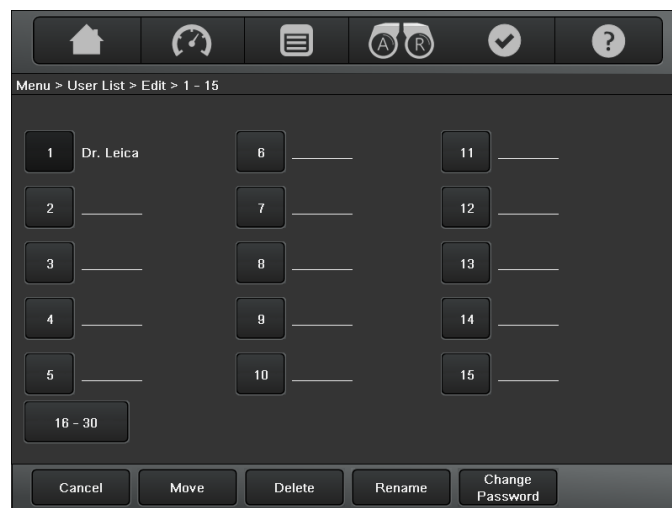 A R ?
Menu > User List > Edit > 1 - 15
1 Dr. Leica 6 11
2 7 12
3 8 13
4 9 14
5 10 15
16 - 30
Cancel Move Delete Rename Change
Password